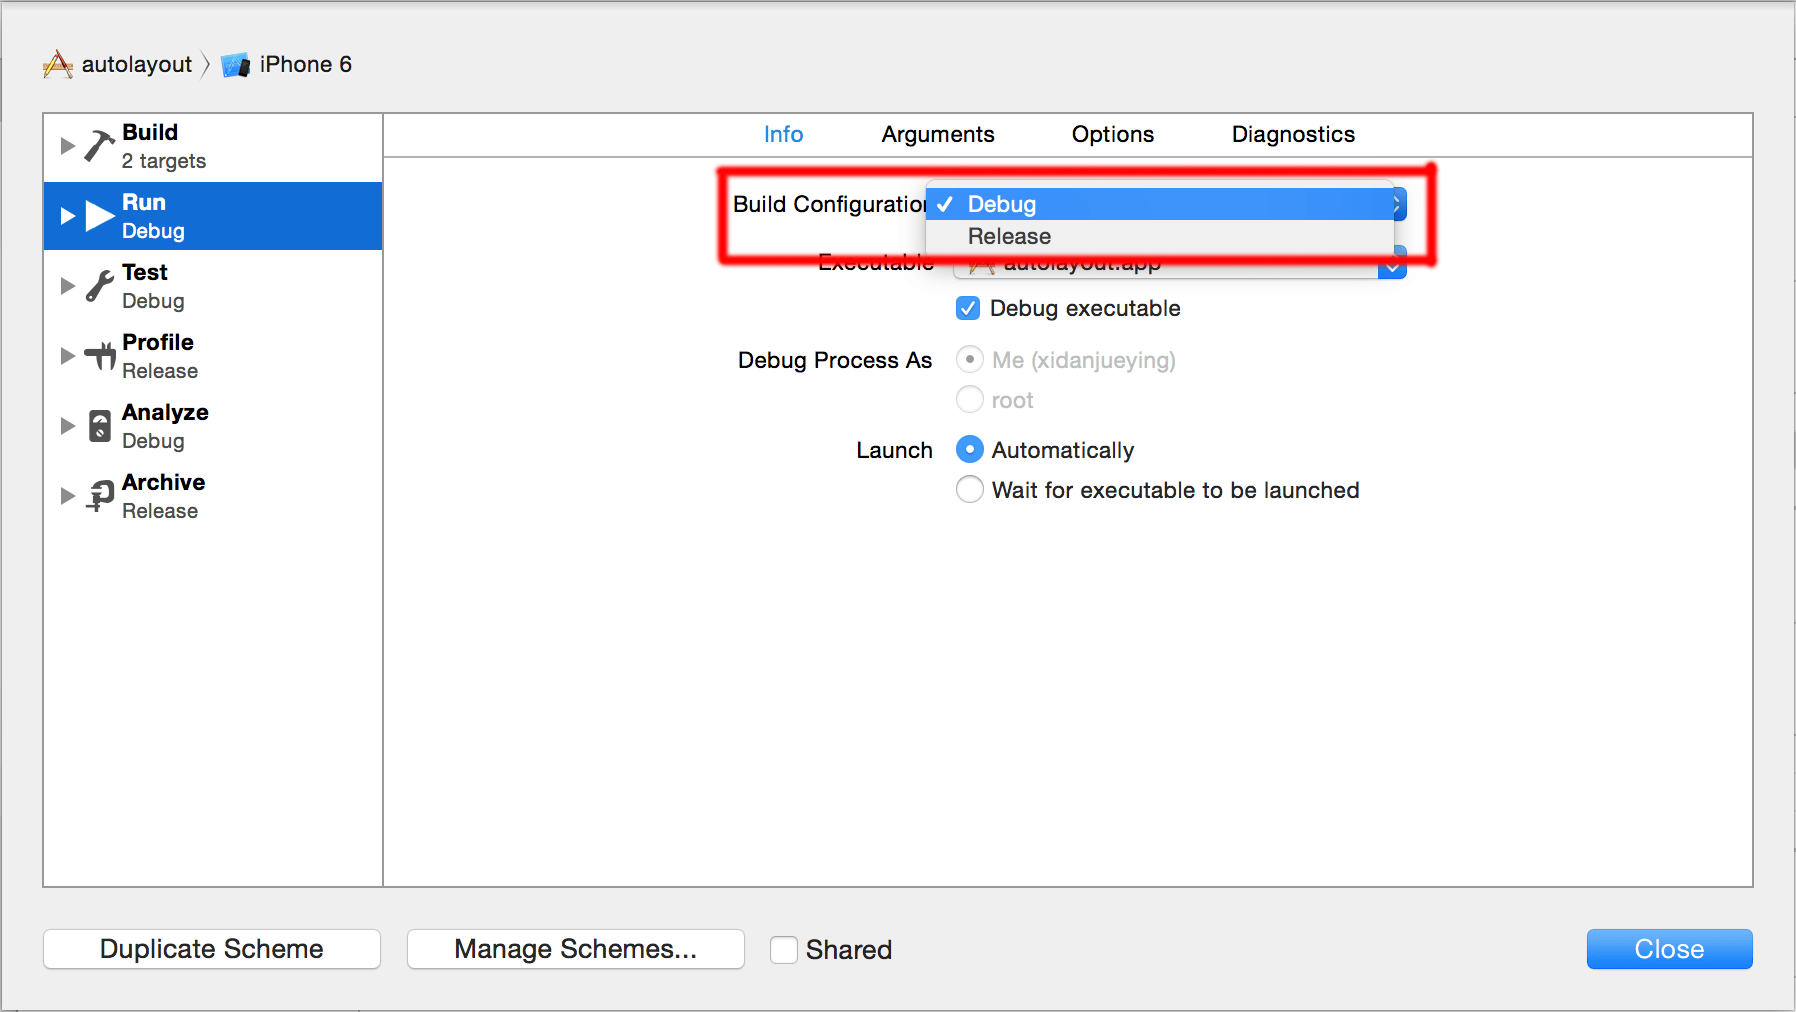 autolayout iPhone 6
Build
2 targets
Run
Debug
Test
Debug
Profile
Release
Analyze
Debug
Archive
Release
Info Arguments Options Diagnostics
Build Configuration Debug
Release
Executable autolayout.app
Debug executable
Debug Process As Me (xidanjueying)
root
Launch Automatically
Wait for executable to be launched
Duplicate Scheme Manage Schemes... Shared Close